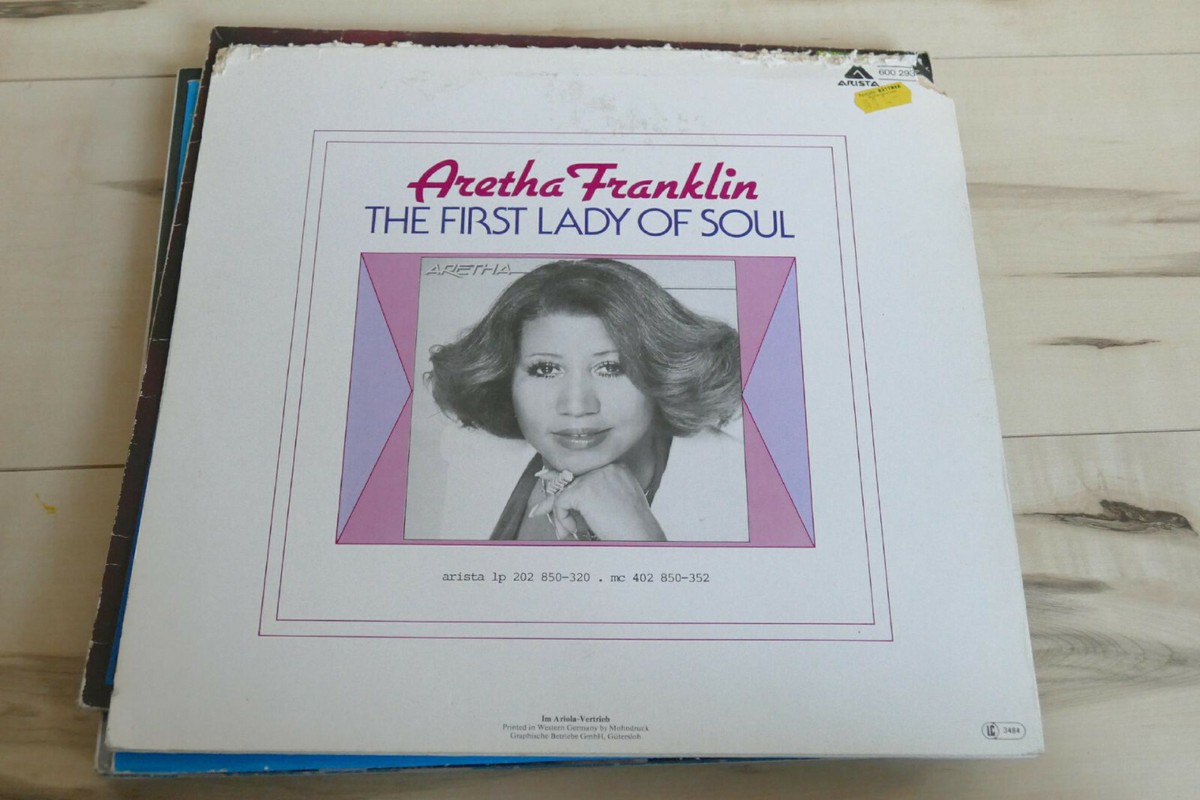 ARISTA
600 293
Aretha Franklin
THE FIRST LADY OF SOUL
ARETHA
arista lp 202 850-320 . mc 402 850-352
Im Ariola-Vertrieb
Printed in Western Germany by Mohndruck
Graphische Betriebe GmbH, Gütersloh
LC 3484